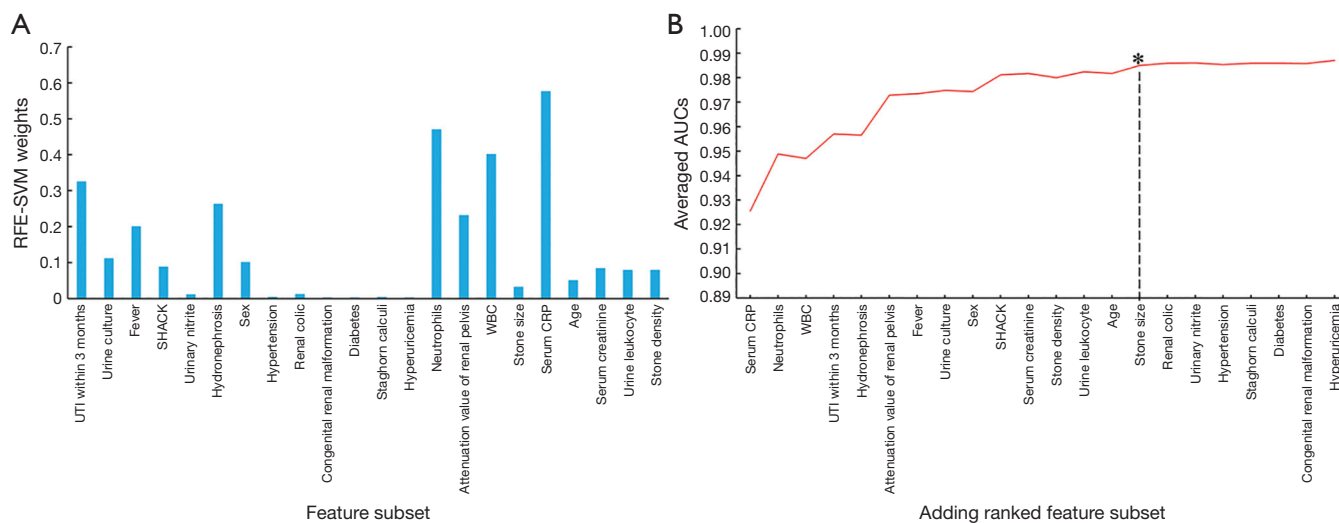 A
RFE-SVM weights
0.7
0.6
0.5
0.4
0.3
0.2
0.1
0
UTI within 3 months
Urine culture
Fever
SHACK
Urinary nitrite
Hydronephrosis
Sex
Hypertension
Renal colic
Congenital renal malformation
Diabetes
Staghorn calculi
Hyperuricemia
Neutrophils
Attenuation value of renal pelvis
WBC
Stone size
Serum CRP
Age
Serum creatinine
Urine leukocyte
Stone density
Feature subset
B
Averaged AUCs
1.00
0.98
0.97
0.96
0.94
0.93
0.92
0.90
0.89
*
Serum CRP
Neutrophils
WBC
UTI within 3 months
Hydronephrosis
Attenuation value of renal pelvis
Fever
Urine culture
Sex
SHACK
Serum creatinine
Stone density
Urine leukocyte
Age
Stone size
Renal colic
Urinary nitrite
Hypertension
Staghorn calculi
Diabetes
Congenital renal malformation
Hyperuricemia
Adding ranked feature subset